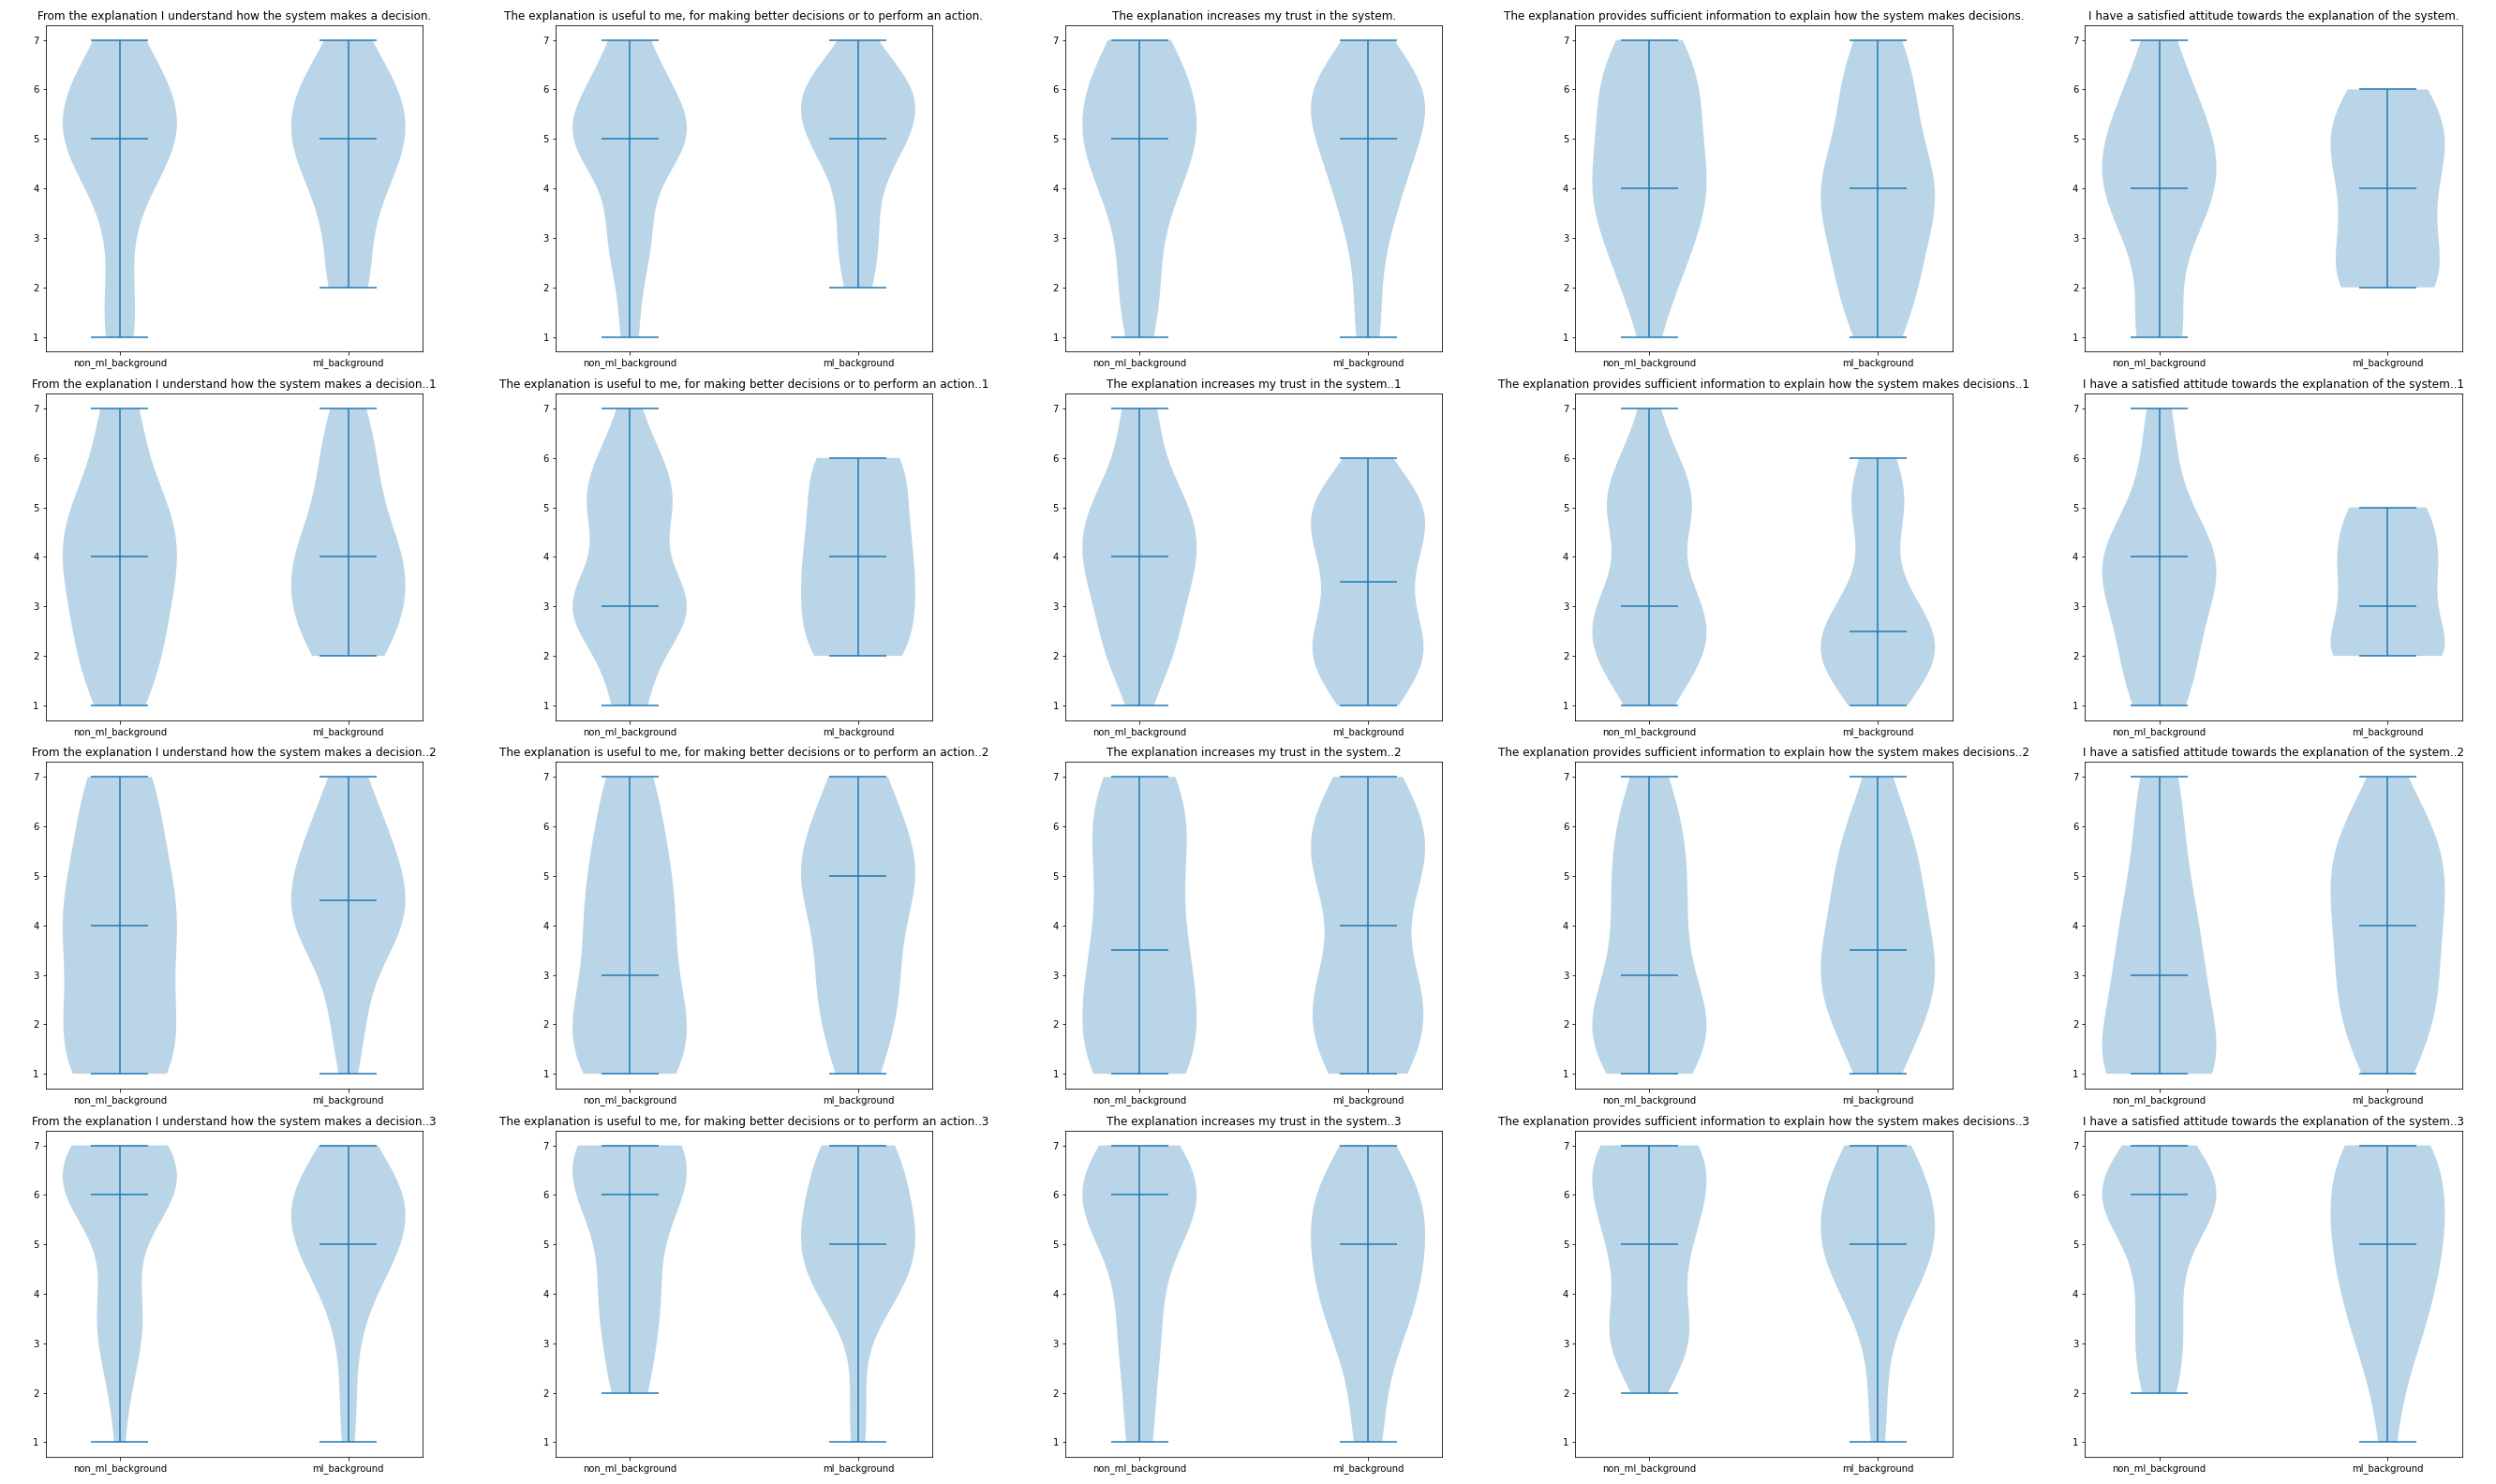 From the explanation I understand how the system makes a decision.
The explanation is useful to me, for making better decisions or to perform an action.
The explanation increases my trust in the system.
The explanation provides sufficient information to explain how the system makes decisions.
I have a satisfied attitude towards the explanation of the system.
7 7 7 7 7
6 6 6 6 6
5 5 5 5 5
4 4 4 4 4
3 3 3 3 3
2 2 2 2 2
1 1 1 1 1
non_ml_background ml_background non_ml_background ml_background non_ml_background ml_background non_ml_background ml_background non_ml_background ml_background
From the explanation I understand how the system makes a decision..1
The explanation is useful to me, for making better decisions or to perform an action..1
The explanation increases my trust in the system..1
The explanation provides sufficient information to explain how the system makes decisions..1
I have a satisfied attitude towards the explanation of the system..1
7 7 7 7 7
6 6 6 6 6
5 5 5 5 5
4 4 4 4 4
3 3 3 3 3
2 2 2 2 2
1 1 1 1 1
non_ml_background ml_background non_ml_background ml_background non_ml_background ml_background non_ml_background ml_background non_ml_background ml_background
From the explanation I understand how the system makes a decision..2
The explanation is useful to me, for making better decisions or to perform an action..2
The explanation increases my trust in the system..2
The explanation provides sufficient information to explain how the system makes decisions..2
I have a satisfied attitude towards the explanation of the system..2
7 7 7 7 7
6 6 6 6 6
5 5 5 5 5
4 4 4 4 4
3 3 3 3 3
2 2 2 2 2
1 1 1 1 1
non_ml_background ml_background non_ml_background ml_background non_ml_background ml_background non_ml_background ml_background non_ml_background ml_background
From the explanation I understand how the system makes a decision..3
The explanation is useful to me, for making better decisions or to perform an action..3
The explanation increases my trust in the system..3
The explanation provides sufficient information to explain how the system makes decisions..3
I have a satisfied attitude towards the explanation of the system..3
7 7 7 7 7
6 6 6 6 6
5 5 5 5 5
4 4 4 4 4
3 3 3 3 3
2 2 2 2 2
1 1 1 1 1
non_ml_background ml_background non_ml_background ml_background non_ml_background ml_background non_ml_background ml_background non_ml_background ml_background